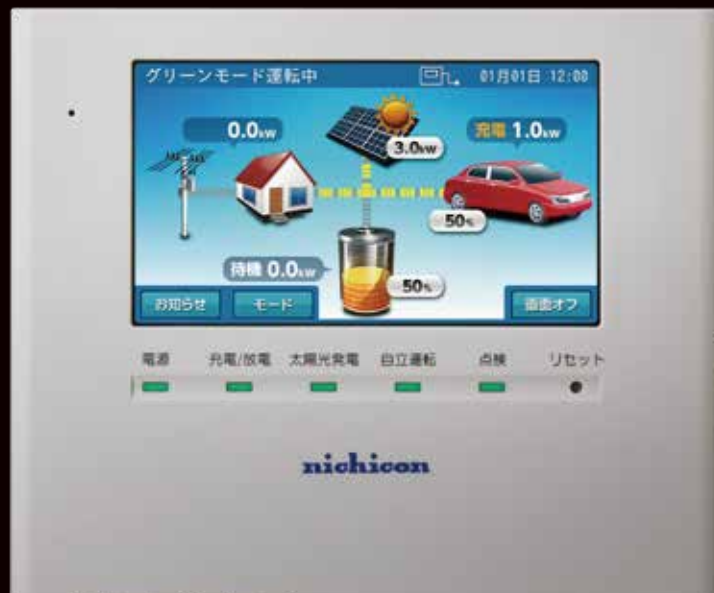 グリーンモード運転中 01月01日 12:00
0.0kW
3.0kW
充電 1.0kW
50%
待機 0.0kW
50%
お知らせ モード 画面オフ
電源 充電/放電 太陽光発電 自立運転 点検 リセット
nichicon